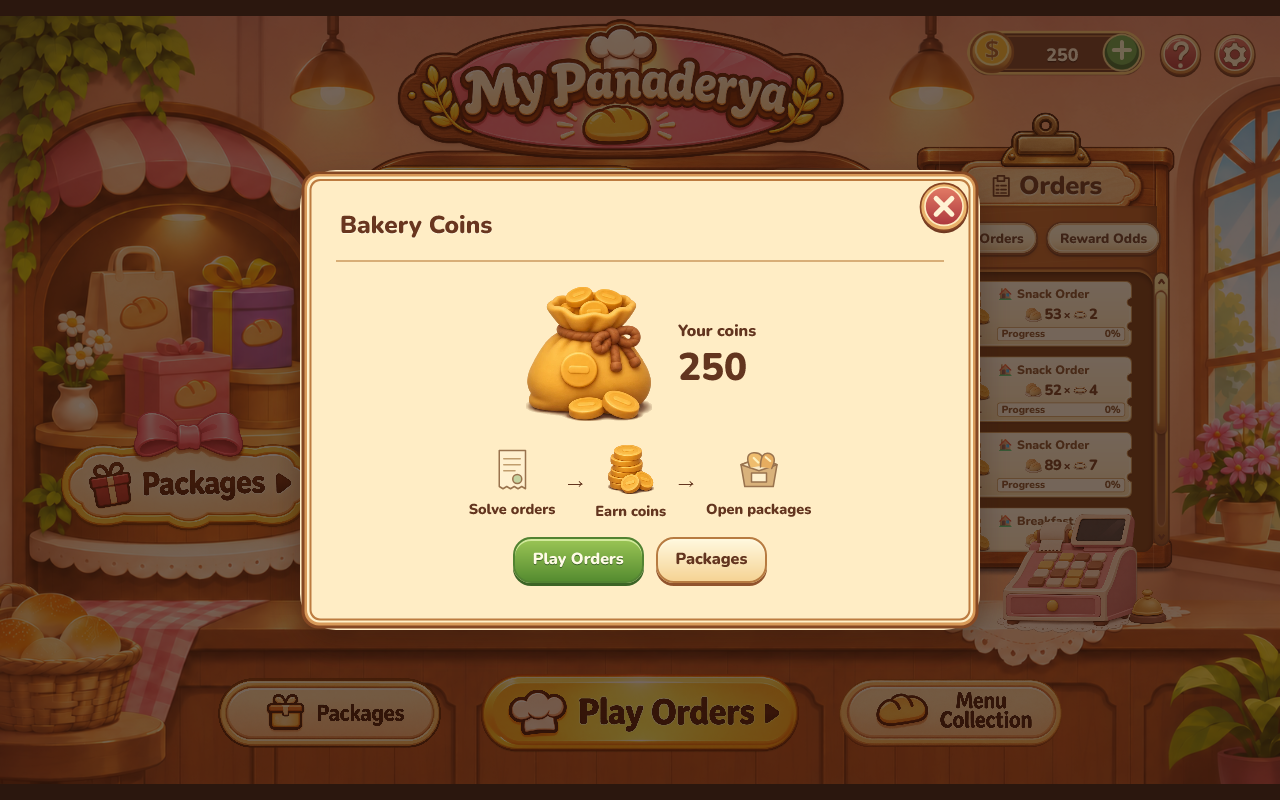 My Panaderya
$ 250 + ?
Orders
Orders
Reward Odds
Snack Order
53 × 2
Progress 0%
Snack Order
52 × 4
Progress 0%
Snack Order
89 × 7
Progress 0%
Breakfast
Packages
Bakery Coins
Your coins
250
Solve orders → Earn coins → Open packages
Play Orders
Packages
Packages
Play Orders
Menu
Collection